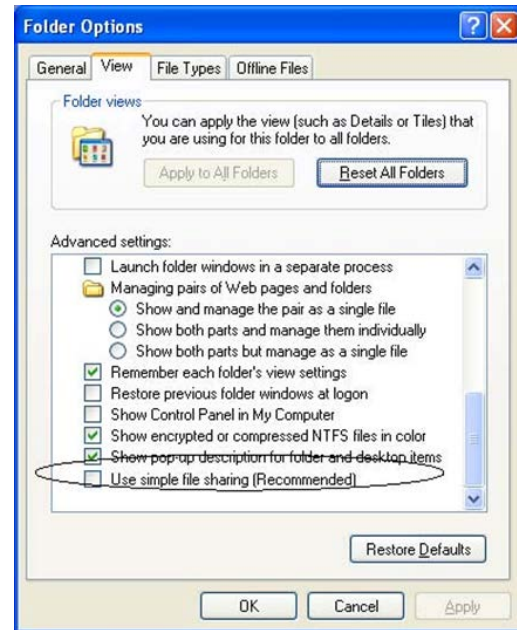 Folder Options
General View File Types Offline Files
Folder views
You can apply the view (such as Details or Tiles) that
you are using for this folder to all folders.
Apply to All Folders Reset All Folders
Advanced settings:
Launch folder windows in a separate process
Managing pairs of Web pages and folders
Show and manage the pair as a single file
Show both parts and manage them individually
Show both parts but manage as a single file
Remember each folder's view settings
Restore previous folder windows at logon
Show Control Panel in My Computer
Show encrypted or compressed NTFS files in color
Show pop-up description for folder and desktop items
Use simple file sharing (Recommended)
Restore Defaults
OK Cancel Apply